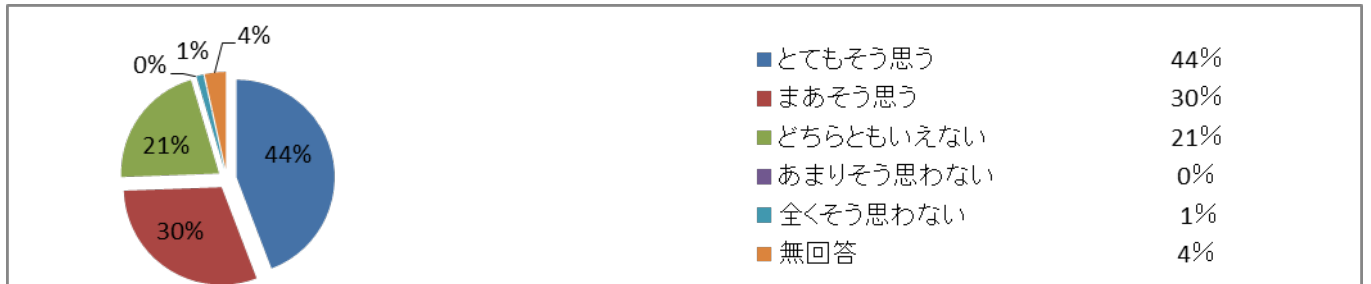 4%
1%
0%
21%
44%
30%
とてもそう思う 44%
まあそう思う 30%
どちらともいえない 21%
あまりそう思わない 0%
全くそう思わない 1%
無回答 4%